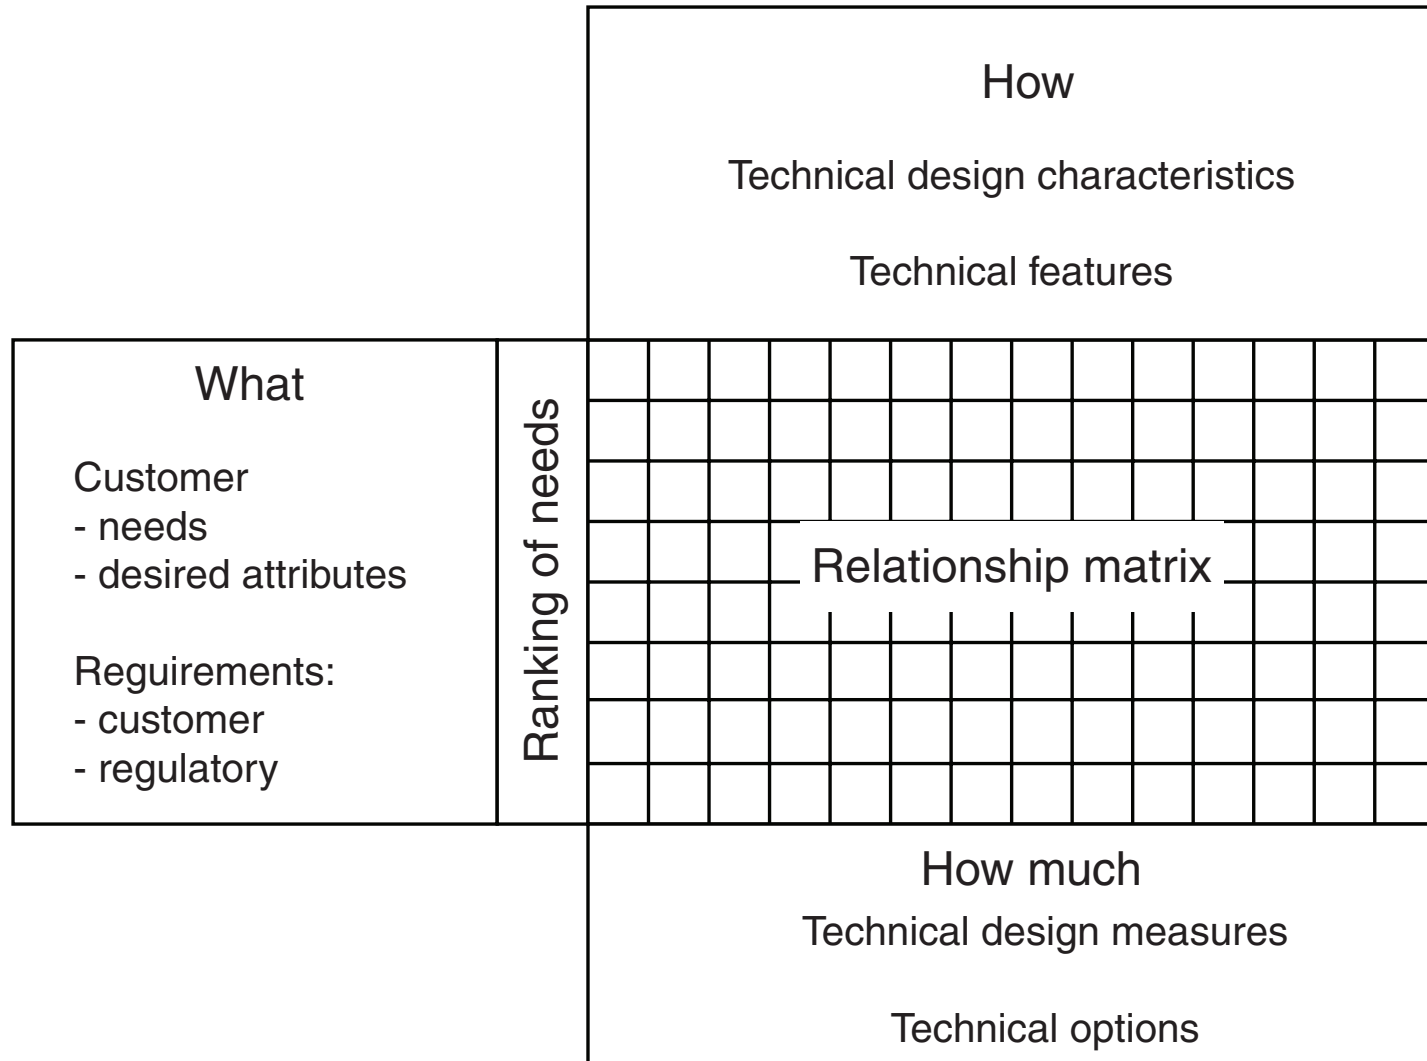 How
Technical design characteristics
Technical features
What
Customer
- needs
- desired attributes
Reguirements:
- customer
- regulatory
Ranking of needs
Relationship matrix
How much
Technical design measures
Technical options